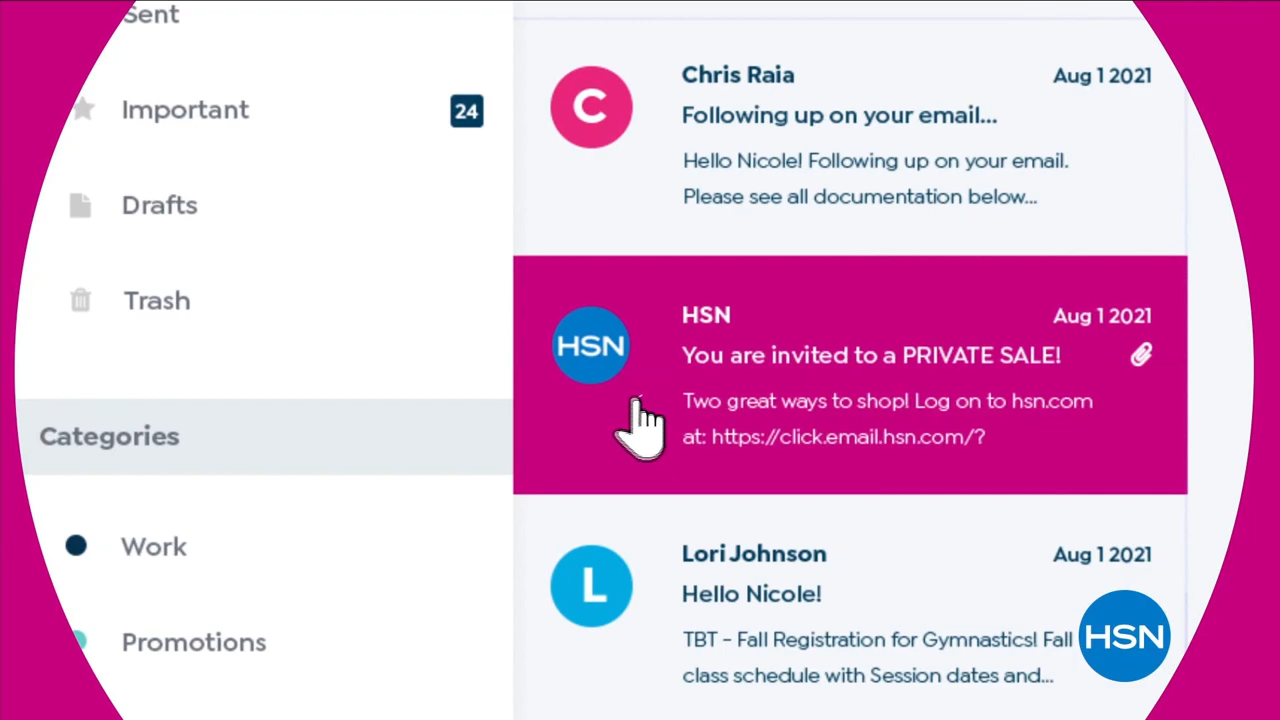 Sent
Important 24
Drafts
Trash
Categories
Work
Promotions
C
Chris Raia Aug 1 2021
Following up on your email...
Hello Nicole! Following up on your email.
Please see all documentation below...
HSN
HSN Aug 1 2021
You are invited to a PRIVATE SALE!
Two great ways to shop! Log on to hsn.com
at: https://click.email.hsn.com/?
L
Lori Johnson Aug 1 2021
Hello Nicole!
TBT - Fall Registration for Gymnastics! Fall
class schedule with Session dates and...
HSN